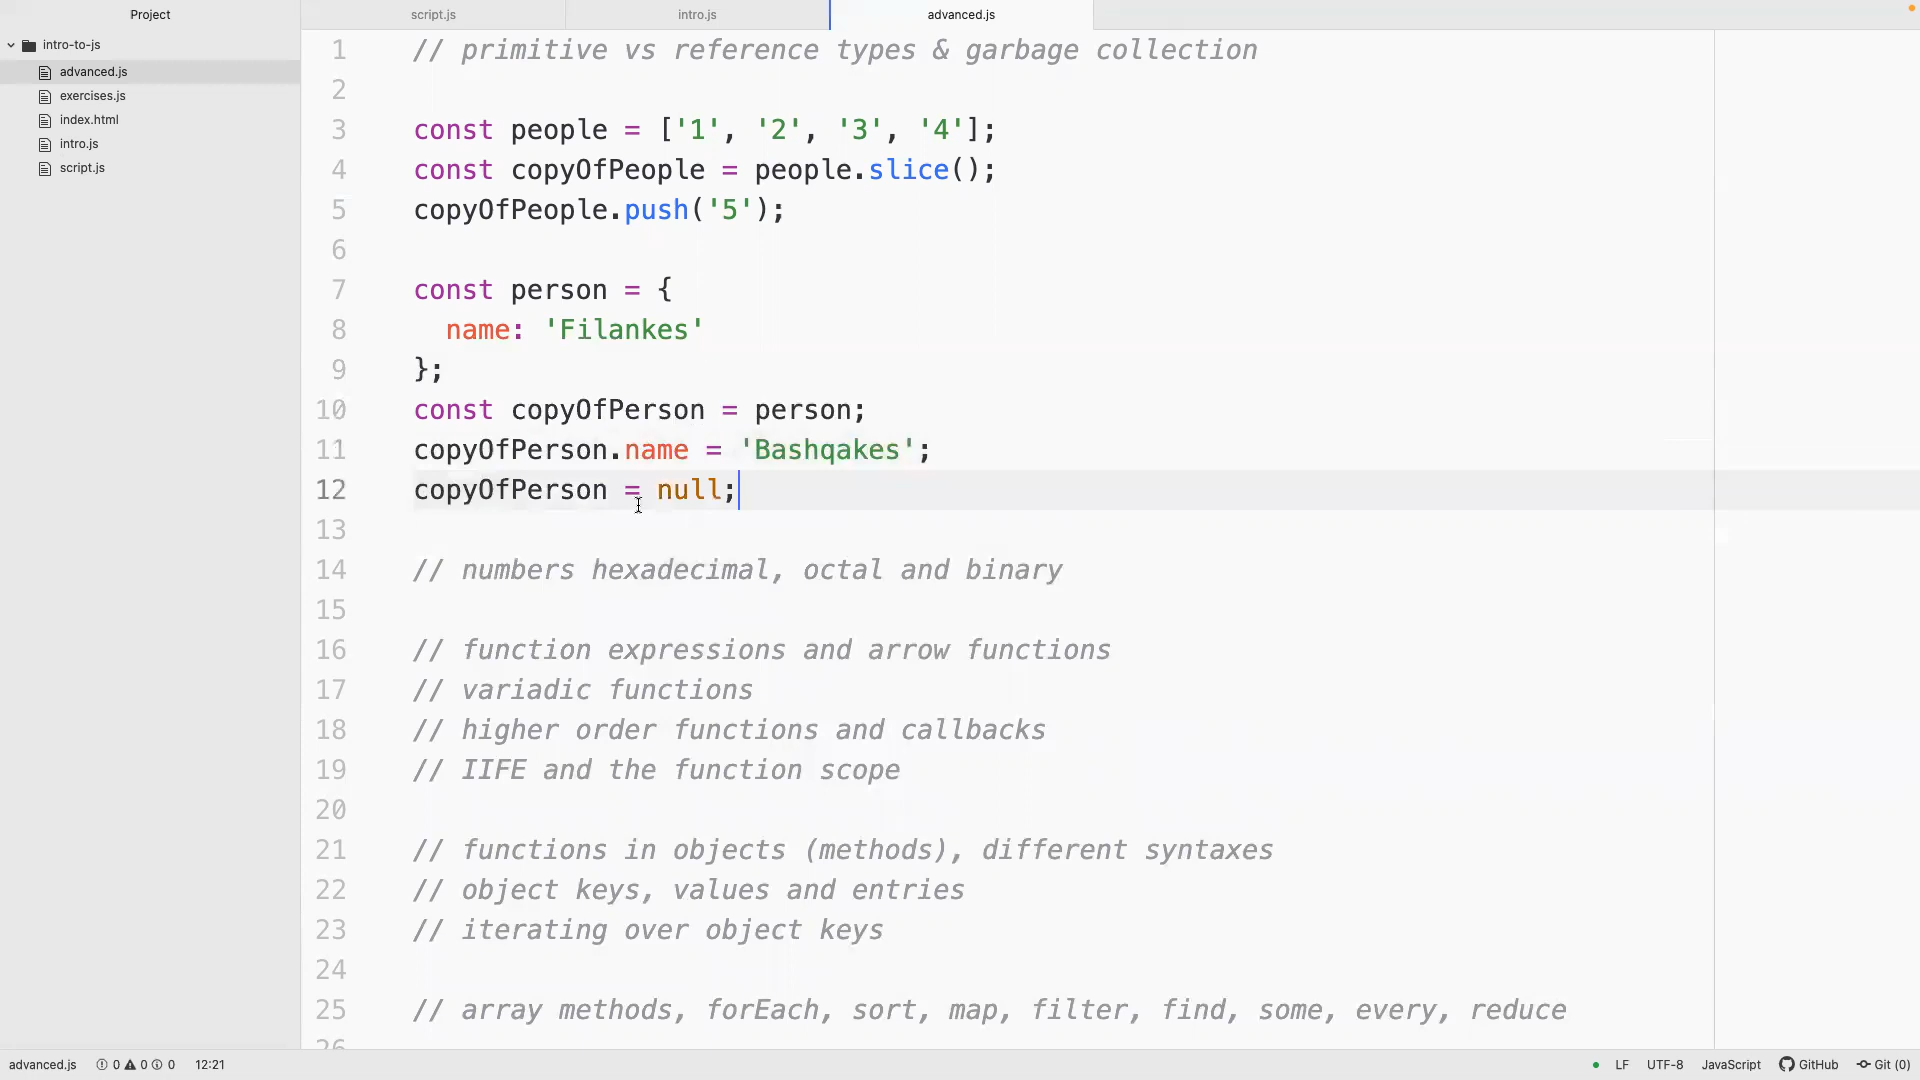 Project
script.js
intro.js
advanced.js
intro-to-js
advanced.js
exercises.js
index.html
intro.js
script.js
1 // primitive vs reference types & garbage collection
2
3 const people = ['1', '2', '3', '4'];
4 const copyOfPeople = people.slice();
5 copyOfPeople.push('5');
6
7 const person = {
8 name: 'Filankes'
9 };
10 const copyOfPerson = person;
11 copyOfPerson.name = 'Bashqakes';
12 copyOfPerson = null;
13
14 // numbers hexadecimal, octal and binary
15
16 // function expressions and arrow functions
17 // variadic functions
18 // higher order functions and callbacks
19 // IIFE and the function scope
20
21 // functions in objects (methods), different syntaxes
22 // object keys, values and entries
23 // iterating over object keys
24
25 // array methods, forEach, sort, map, filter, find, some, every, reduce
26
advanced.js 0 0 0 12:21 LF UTF-8 JavaScript GitHub Git (0)